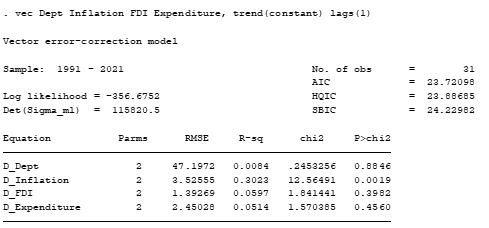 . vec Dept Inflation FDI Expenditure, trend(constant) lags(1)
Vector error-correction model
Sample: 1991 - 2021 No. of obs = 31
AIC = 23.72098
Log likelihood = -356.6752 HQIC = 23.88685
Det(Sigma_ml) = 115820.5 SBIC = 24.22982
Equation Parms RMSE R-sq chi2 P>chi2
D_Dept 2 47.1972 0.0084 .2453256 0.8846
D_Inflation 2 3.52555 0.3023 12.56491 0.0019
D_FDI 2 1.39269 0.0597 1.841441 0.3982
D_Expenditure 2 2.45028 0.0514 1.570385 0.4560